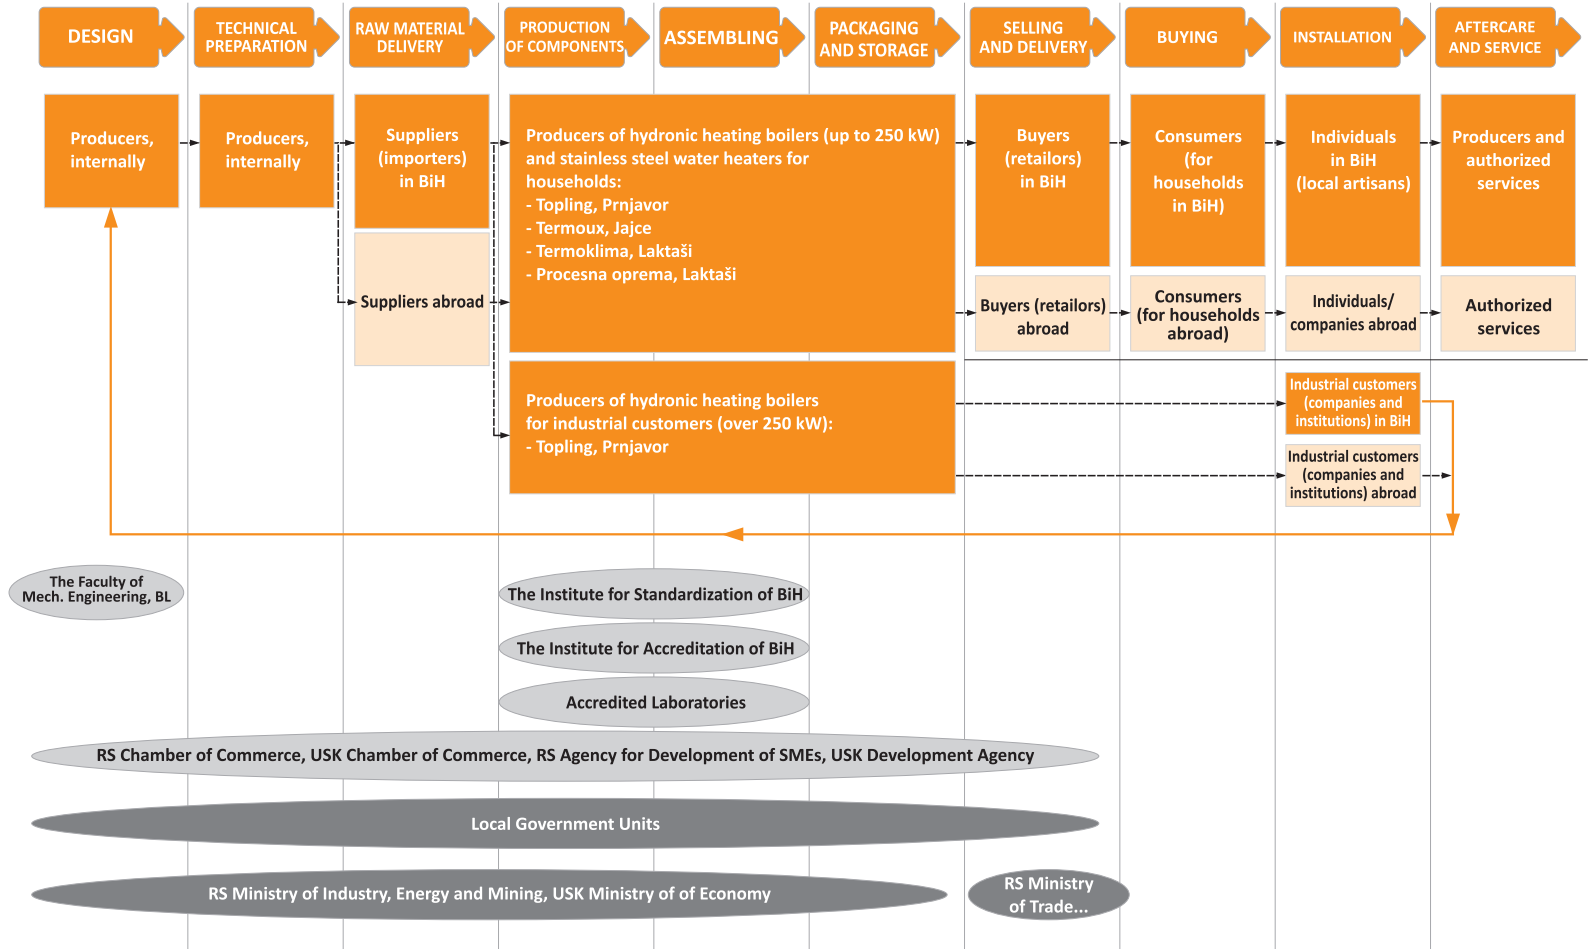 DESIGN
TECHNICAL
PREPARATION
RAW MATERIAL
DELIVERY
PRODUCTION
OF COMPONENTS
ASSEMBLING
PACKAGING
AND STORAGE
SELLING
AND DELIVERY
BUYING
INSTALLATION
AFTERCARE
AND SERVICE
Producers,
internally
Producers,
internally
Suppliers
(importers)
in BiH
Suppliers abroad
Producers of hydronic heating boilers (up to 250 kW)
and stainless steel water heaters for
households:
- Topling, Prnjavor
- Termoux, Jajce
- Termoklima, Laktaši
- Procesna oprema, Laktaši
Buyers
(retailors)
in BiH
Consumers
(for
households
in BiH)
Individuals
in BiH
(local artisans)
Producers and
authorized
services
Buyers (retailors)
abroad
Consumers
(for households
abroad)
Individuals/
companies abroad
Authorized
services
Producers of hydronic heating boilers
for industrial customers (over 250 kW):
- Topling, Prnjavor
Industrial customers
(companies and
institutions) in BiH
Industrial customers
(companies and
institutions) abroad
The Faculty of
Mech. Engineering, BL
The Institute for Standardization of BiH
The Institute for Accreditation of BiH
Accredited Laboratories
RS Chamber of Commerce, USK Chamber of Commerce, RS Agency for Development of SMEs, USK Development Agency
Local Government Units
RS Ministry of Industry, Energy and Mining, USK Ministry of of Economy
RS Ministry
of Trade...